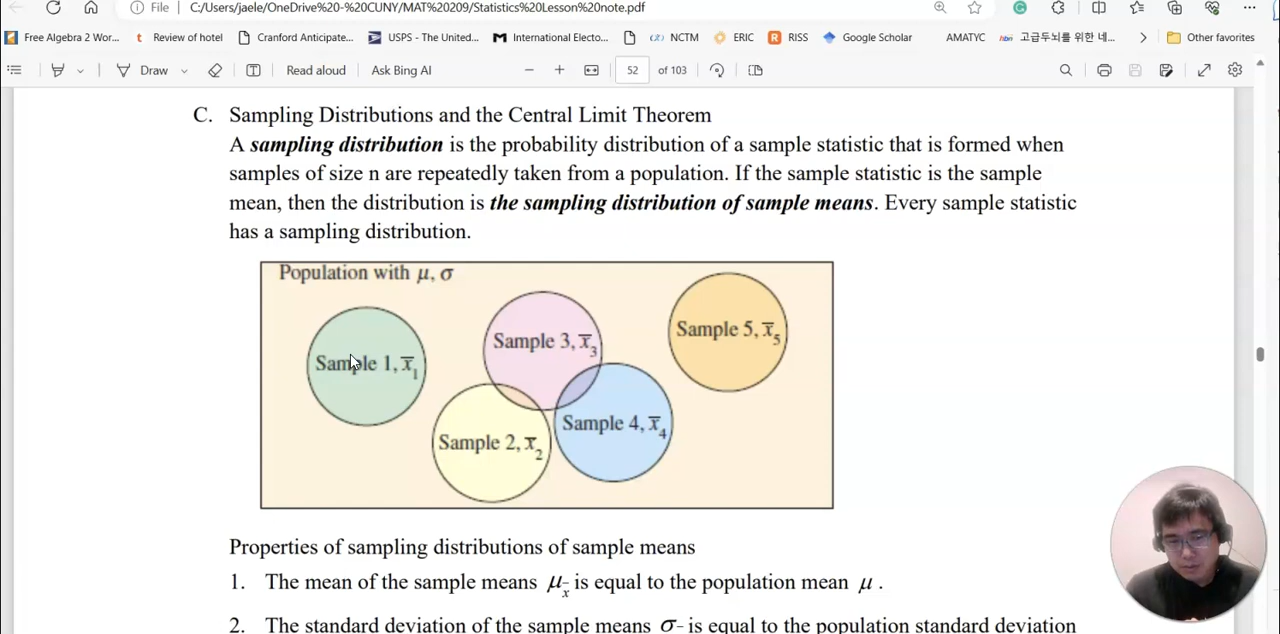 File C:/Users/jaele/OneDrive%20-%20CUNY/MAT%20209/Statistics%20Lesson%20note.pdf
Free Algebra 2 Wor... Review of hotel Cranford Anticipate... USPS - The United... International Electo... NCTM ERIC RISS Google Scholar AMATYC hbri 고급두뇌를 위한 네... Other favorites
Draw Read aloud Ask Bing AI 52 of 103
C. Sampling Distributions and the Central Limit Theorem
A sampling distribution is the probability distribution of a sample statistic that is formed when
samples of size n are repeatedly taken from a population. If the sample statistic is the sample
mean, then the distribution is the sampling distribution of sample means. Every sample statistic
has a sampling distribution.
Population with μ, σ
Sample 1, x̅₁
Sample 3, x̅₃
Sample 5, x̅₅
Sample 2, x̅₂
Sample 4, x̅₄
Properties of sampling distributions of sample means
1. The mean of the sample means μx̅ is equal to the population mean μ .
2. The standard deviation of the sample means σ is equal to the population standard deviation